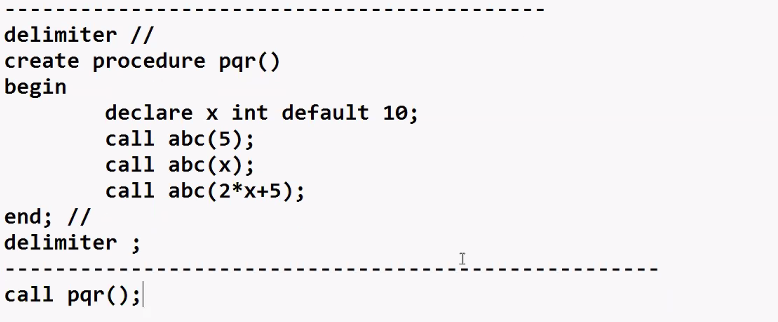 -------------------------------------------
delimiter //
create procedure pqr()
begin
        declare x int default 10;
        call abc(5);
        call abc(x);
        call abc(2*x+5);
end; //
delimiter ;
----------------------------------------------------
call pqr();